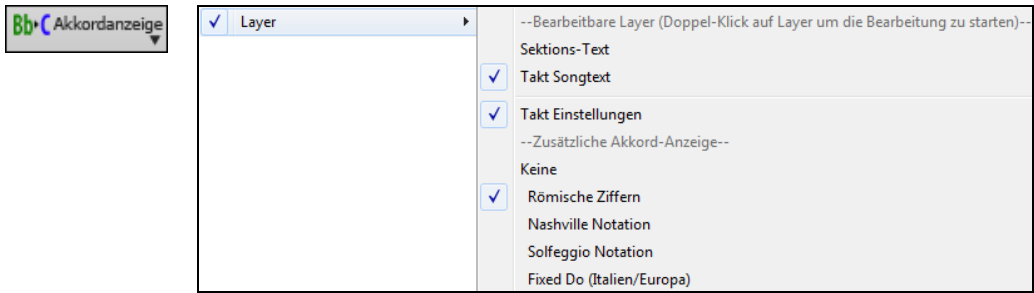 Bb·C Akkordanzeige
Layer
--Bearbeitbare Layer (Doppel-Klick auf Layer um die Bearbeitung zu starten)--
Sektions-Text
Takt Songtext
Takt Einstellungen
--Zusätzliche Akkord-Anzeige--
Keine
Römische Ziffern
Nashville Notation
Solfeggio Notation
Fixed Do (Italien/Europa)